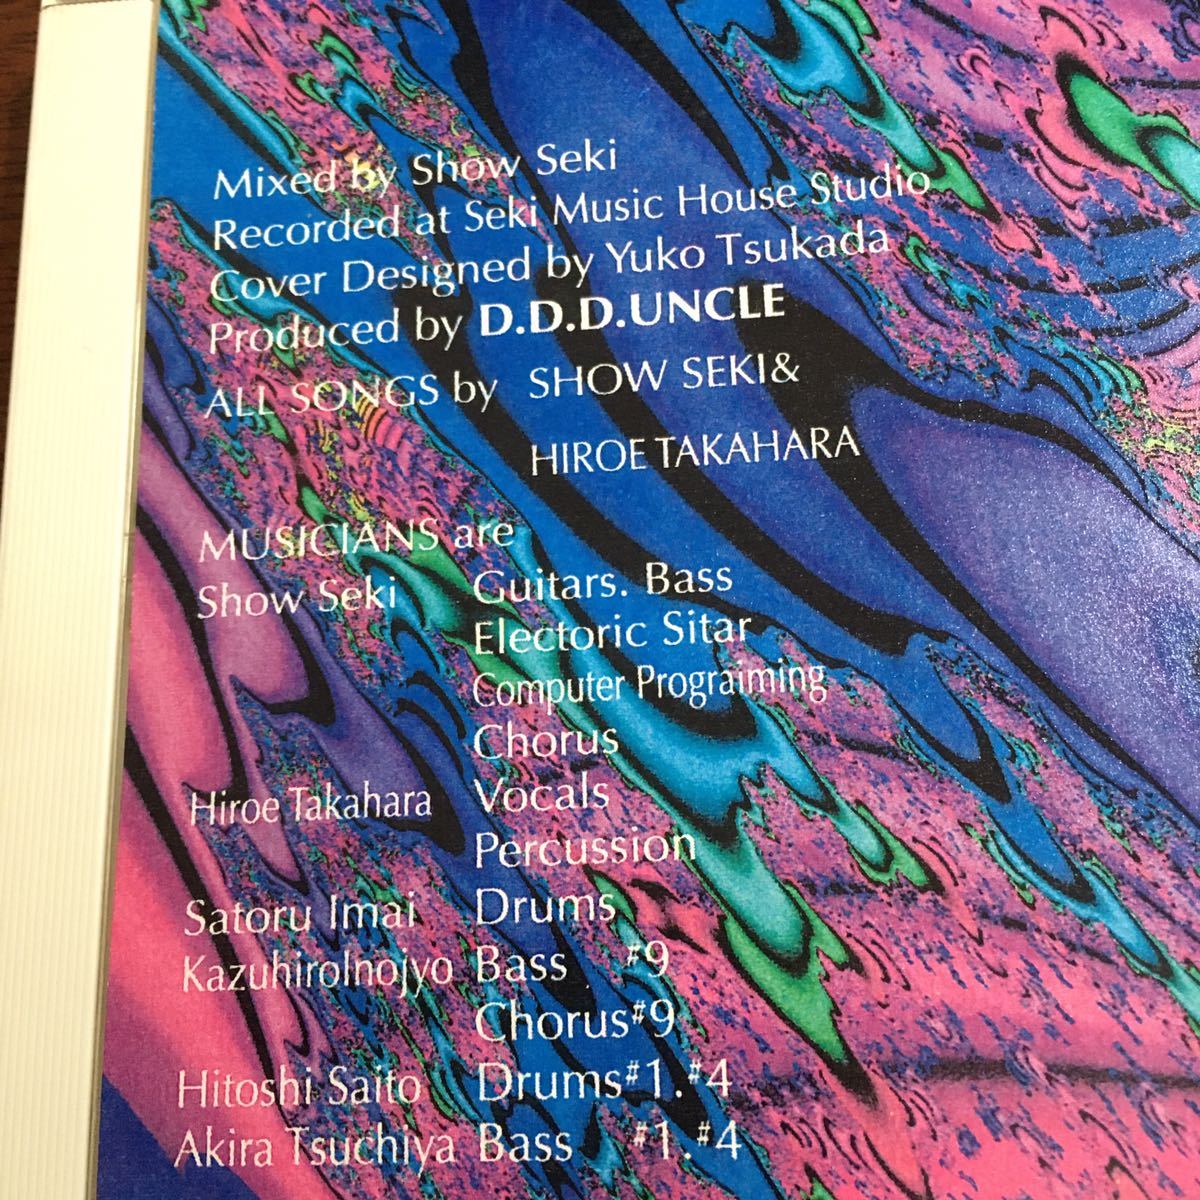 Mixed by Show Seki
Recorded at Seki Music House Studio
Cover Designed by Yuko Tsukada
Produced by D.D.D.UNCLE
ALL SONGS by SHOW SEKI&
HIROE TAKAHARA
MUSICIANS are
Show Seki Guitars. Bass
Electoric Sitar
Computer Prograiming
Chorus
Hiroe Takahara Vocals
Percussion
Satoru Imai Drums
KazuhiroInojyo Bass #9
Chorus#9
Hitoshi Saito Drums#1.#4
Akira Tsuchiya Bass #1.#4